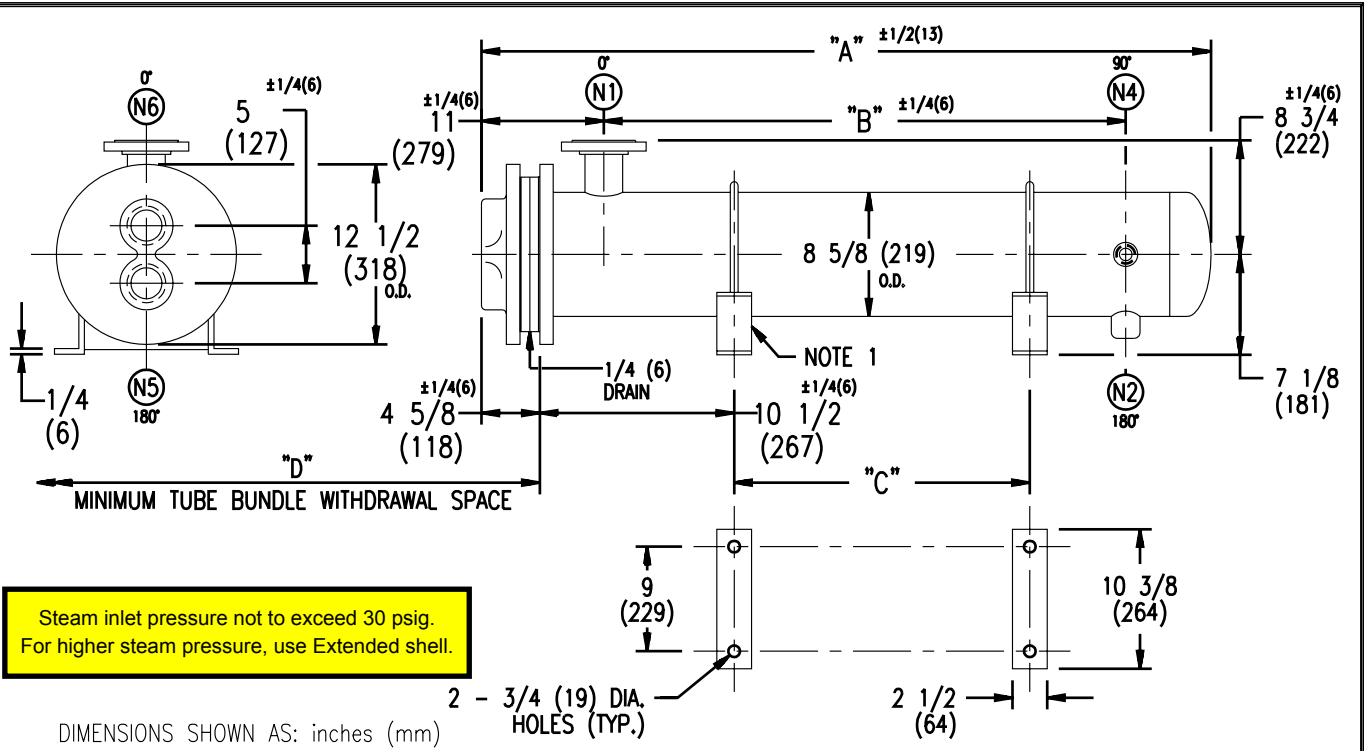 "A" ±1/2(13)
0°
N6
±1/4(6)
5
(127)
±1/4(6)
11
(279)
0°
N1
"B" ±1/4(6)
90°
N4
±1/4(6)
8 3/4
(222)
12 1/2
(318)
O.D.
8 5/8 (219)
O.D.
NOTE 1
1/4 (6)
DRAIN
1/4
(6)
N5
180°
±1/4(6)
4 5/8
(118)
±1/4(6)
10 1/2
(267)
N2
180°
7 1/8
(181)
"D"
MINIMUM TUBE BUNDLE WITHDRAWAL SPACE
"C"
9
(229)
10 3/8
(264)
Steam inlet pressure not to exceed 30 psig.
For higher steam pressure, use Extended shell.
2 - 3/4 (19) DIA.
HOLES (TYP.)
2 1/2
(64)
DIMENSIONS SHOWN AS: inches (mm)